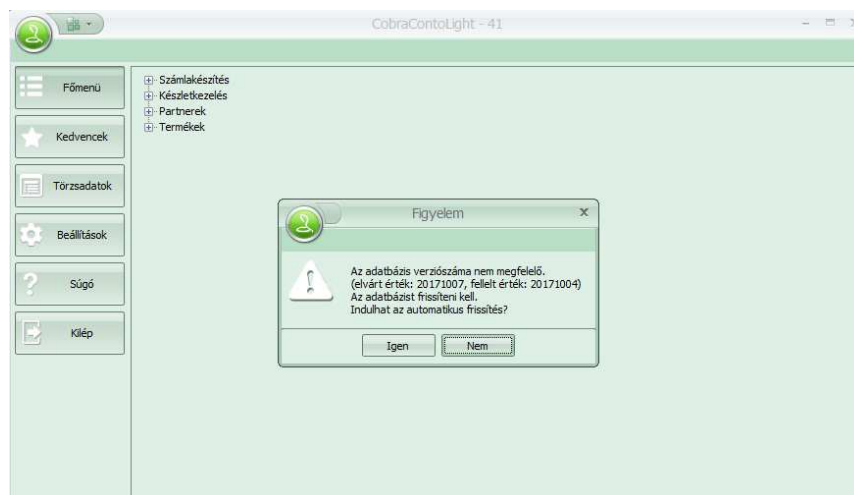 CobraContoLight - 41
Főmenü
Kedvencek
Törzsadatok
Beállítások
Súgó
Kilép
Számlakészítés
Készletkezelés
Partnerek
Termékek
Figyelem
Az adatbázis verziószáma nem megfelelő.
(elvárt érték: 20171007, fellelt érték: 20171004)
Az adatbázist frissíteni kell.
Indulhat az automatikus frissítés?
Igen
Nem